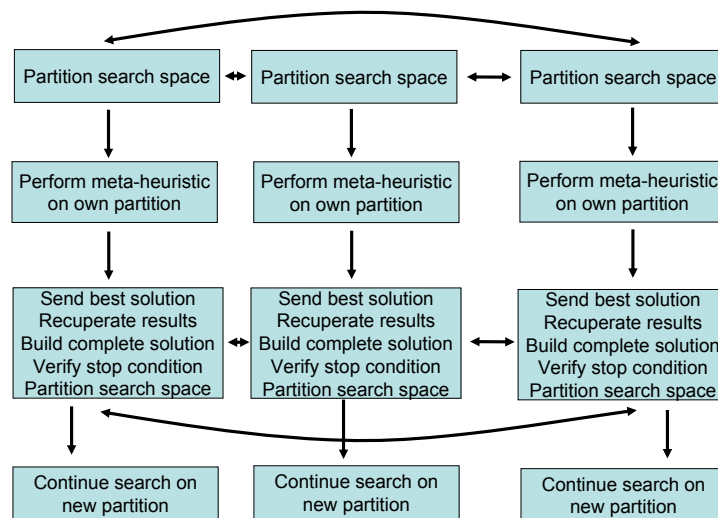 Partition search space
Partition search space
Partition search space
Perform meta-heuristic
on own partition
Perform meta-heuristic
on own partition
Perform meta-heuristic
on own partition
Send best solution
Recuperate results
Build complete solution
Verify stop condition
Partition search space
Send best solution
Recuperate results
Build complete solution
Verify stop condition
Partition search space
Send best solution
Recuperate results
Build complete solution
Verify stop condition
Partition search space
Continue search on
new partition
Continue search on
new partition
Continue search on
new partition